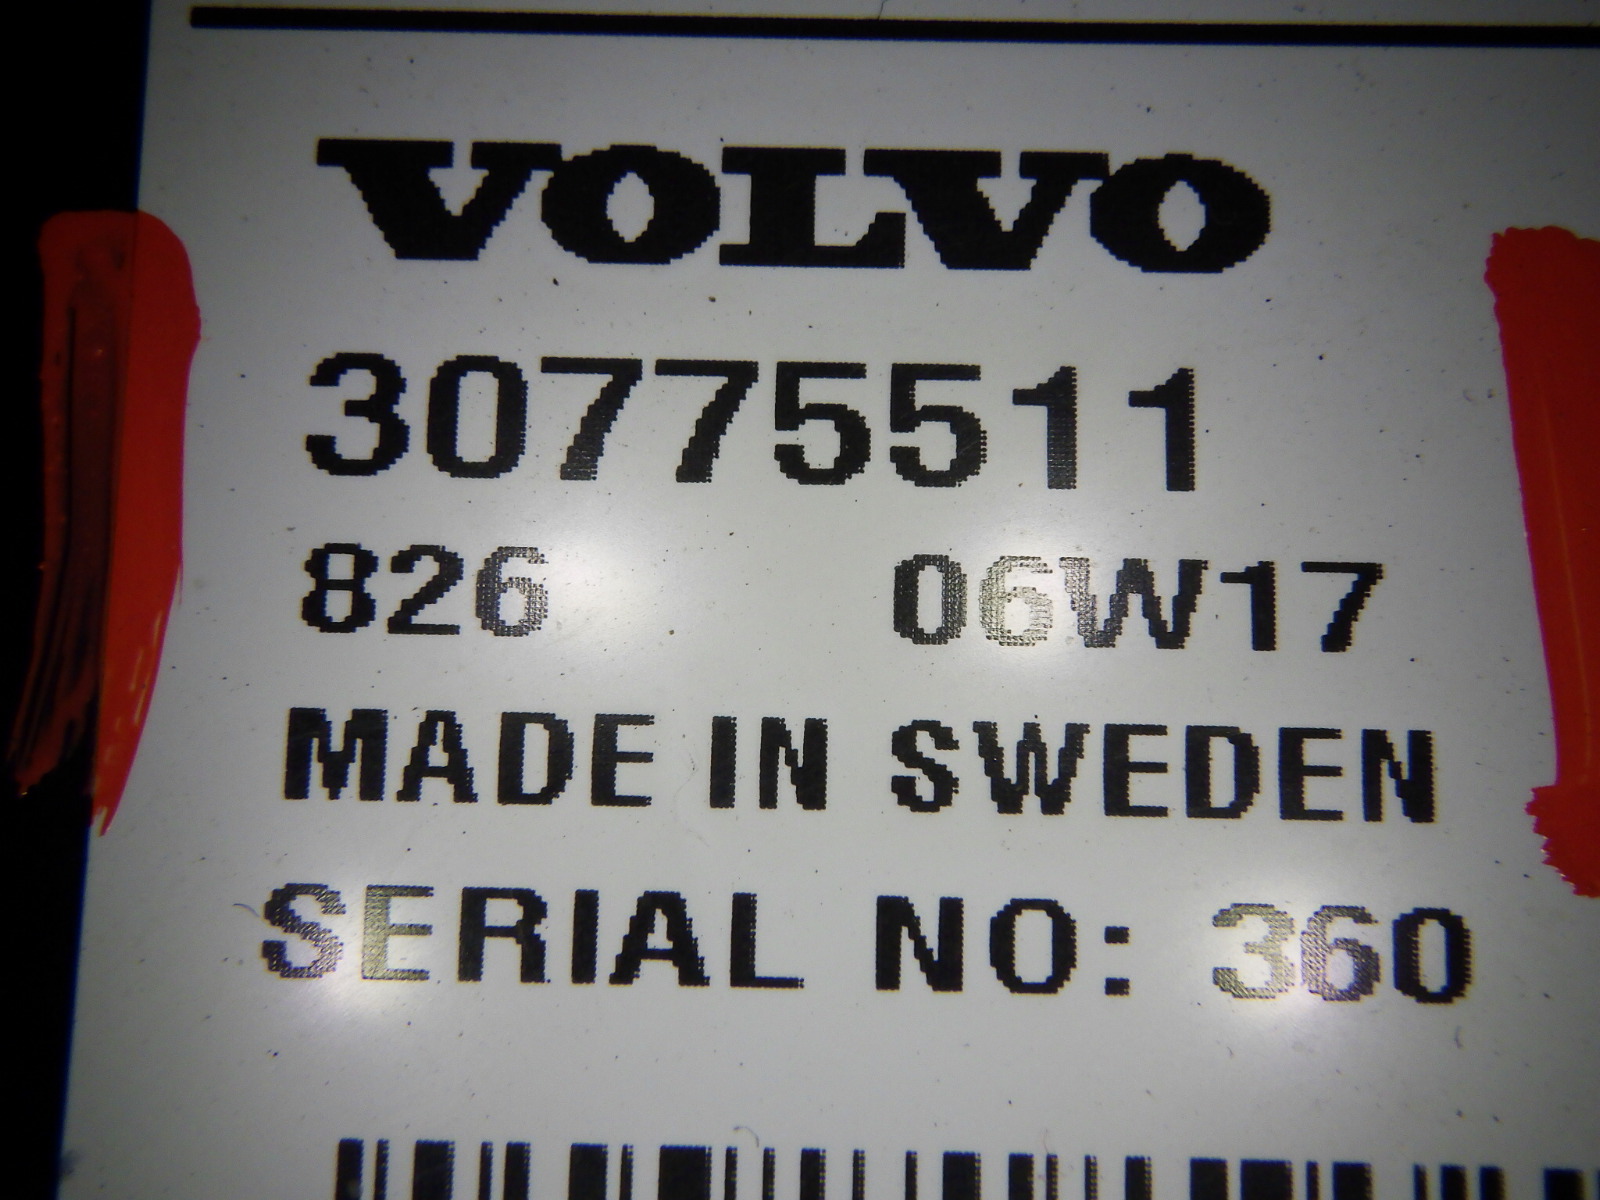 VOLVO
30775511
826 06W17
MADE IN SWEDEN
SERIAL NO: 360